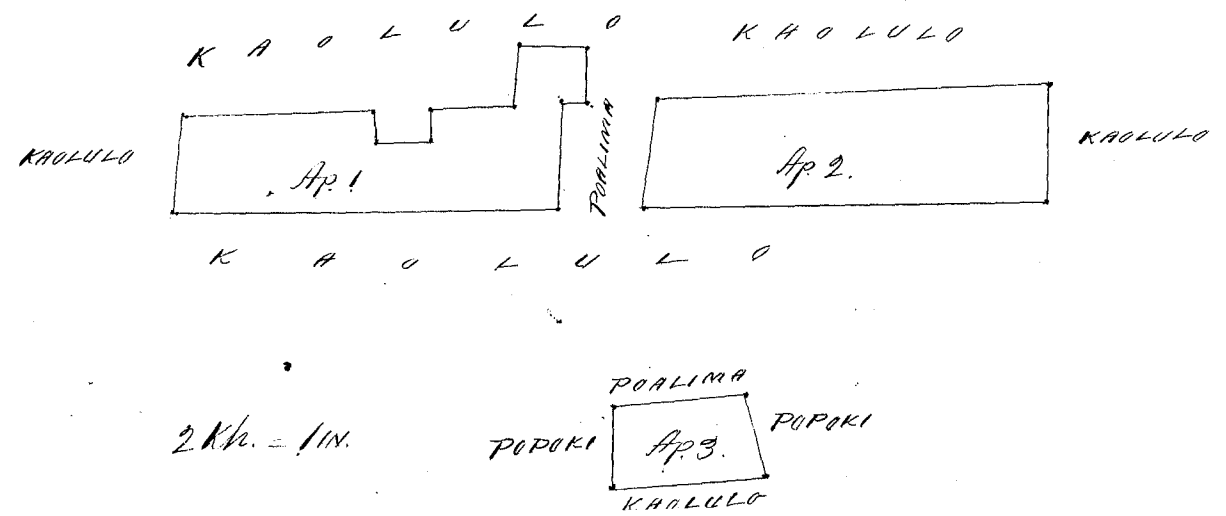 KAOLULO
KAOLULO
KAOLULO
Ap. 1
POALIMA
Ap. 2.
KAOLULO
KAOLULO
POALIMA
2 Kh. = 1 IN.
POPOKI
Ap. 3.
POPOKI
KAOLULO